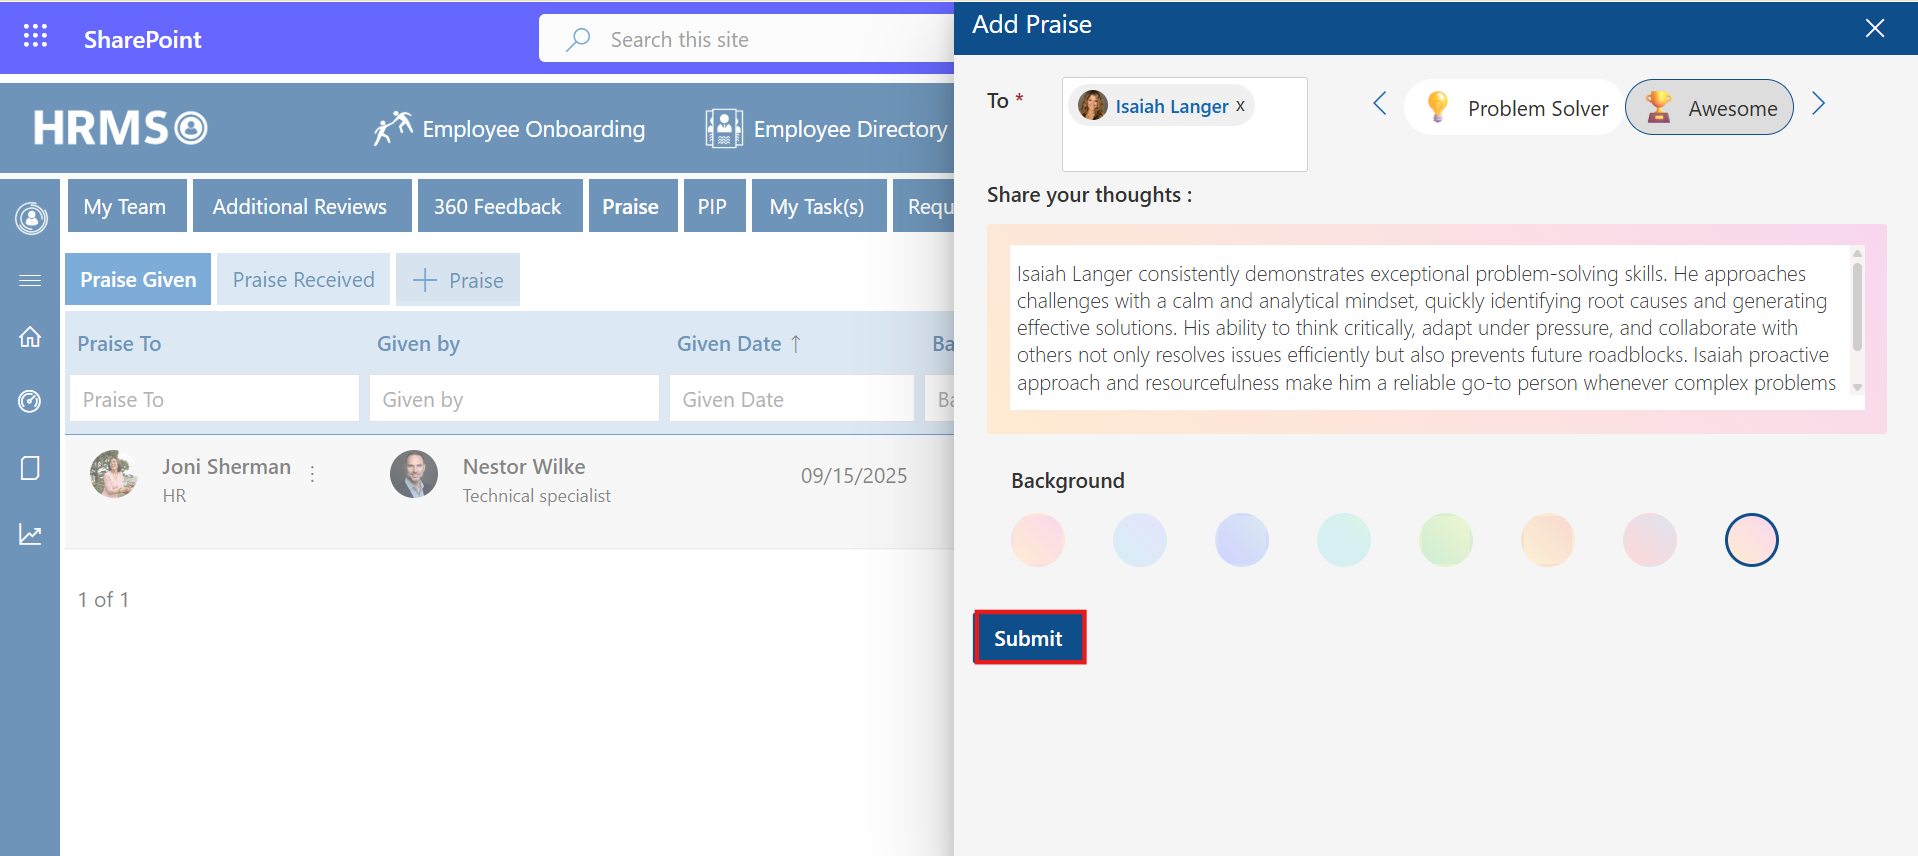 SharePoint
Search this site
Add Praise
HRMS
Employee Onboarding
Employee Directory
To *
Isaiah Langer x
Problem Solver
Awesome
My Team
Additional Reviews
360 Feedback
Praise
PIP
My Task(s)
Requ
Share your thoughts :
Isaiah Langer consistently demonstrates exceptional problem-solving skills. He approaches
challenges with a calm and analytical mindset, quickly identifying root causes and generating
effective solutions. His ability to think critically, adapt under pressure, and collaborate with
others not only resolves issues efficiently but also prevents future roadblocks. Isaiah proactive
approach and resourcefulness make him a reliable go-to person whenever complex problems
Praise Given
Praise Received
Praise
Praise To
Given by
Given Date ↑
Ba
Praise To
Given by
Given Date
Ba
Joni Sherman
HR
Nestor Wilke
Technical specialist
09/15/2025
Background
1 of 1
Submit